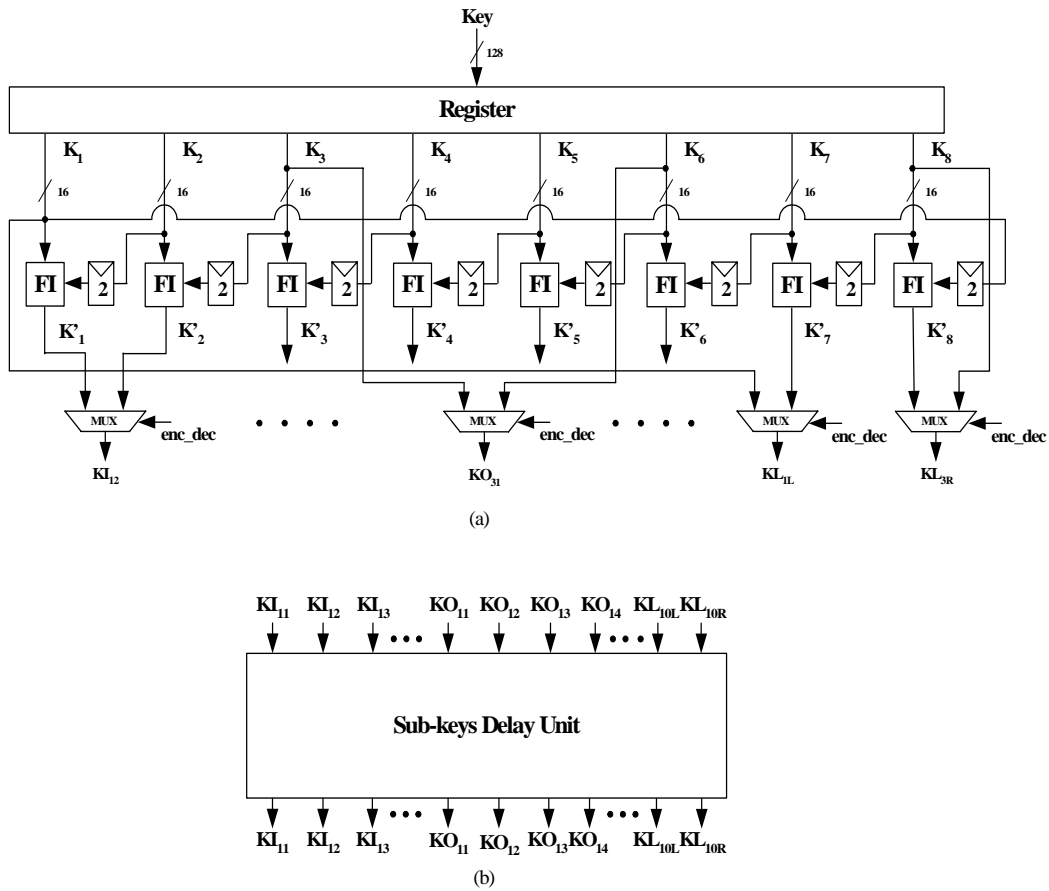 Key
128
Register
K₁ K₂ K₃ K₄ K₅ K₆ K₇ K₈
16 16 16 16 16 16 16 16
FI 2 FI 2 FI 2 FI 2 FI 2 FI 2 FI 2 FI 2
K'₁ K'₂ K'₃ K'₄ K'₅ K'₆ K'₇ K'₈
MUX MUX MUX MUX
enc_dec enc_dec enc_dec enc_dec
KI₁₂ KO₃₁ KL₁L KL₃R
(a)
KI₁₁ KI₁₂ KI₁₃ KO₁₁ KO₁₂ KO₁₃ KO₁₄ KL₁₀L KL₁₀R
Sub-keys Delay Unit
KI₁₁ KI₁₂ KI₁₃ KO₁₁ KO₁₂ KO₁₃ KO₁₄ KL₁₀L KL₁₀R
(b)